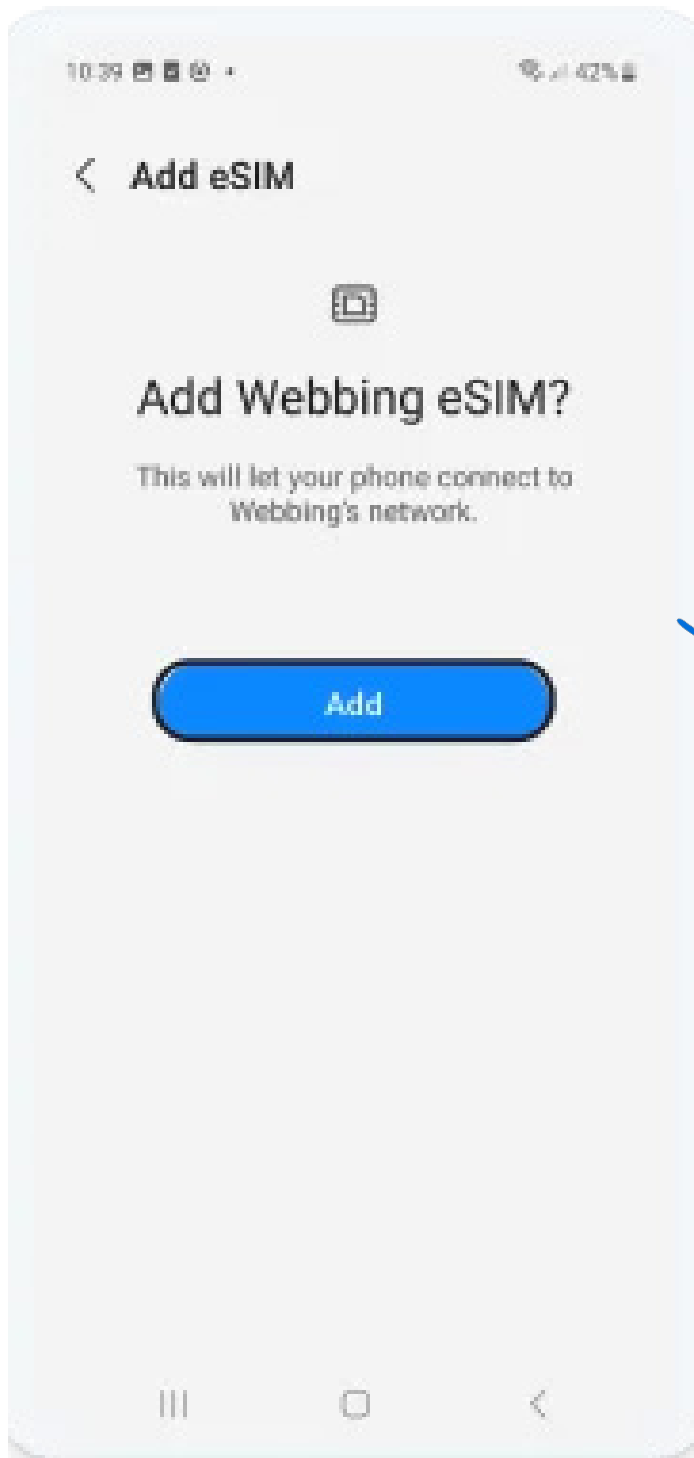 10:39 42%
Add eSIM
Add Webbing eSIM?
This will let your phone connect to
Webbing's network.
Add